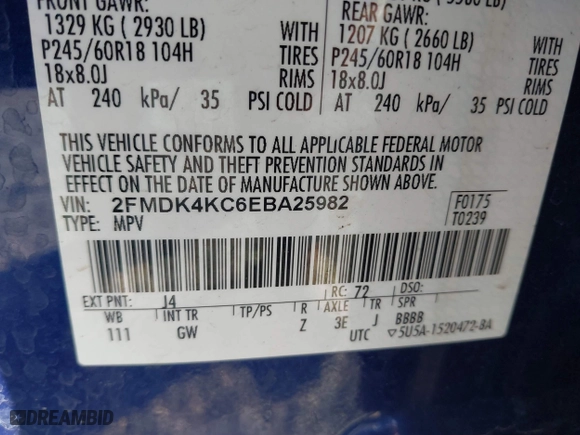 FRONT GAWR:
1329 KG ( 2930 LB)
P245/60R18 104H
18x8.0J
AT 240 kPa/ 35 PSI COLD
WITH
TIRES
RIMS
REAR GAWR:
1207 KG ( 2660 LB)
P245/60R18 104H
18x8.0J
AT 240 kPa/ 35 PSI COLD
WITH
TIRES
RIMS
THIS VEHICLE CONFORMS TO ALL APPLICABLE FEDERAL MOTOR
VEHICLE SAFETY AND THEFT PREVENTION STANDARDS IN
EFFECT ON THE DATE OF MANUFACTURE SHOWN ABOVE.
VIN: 2FMDK4KC6EBA25982
TYPE: MPV
F0175
T0239
EXT PNT: J4 RC: 72 DSO:
WB INT TR TP/PS R AXLE TR SPR
111 GW Z 3E J BBBB
UTC ▽5U5A-1520472-BA
DREAMBID